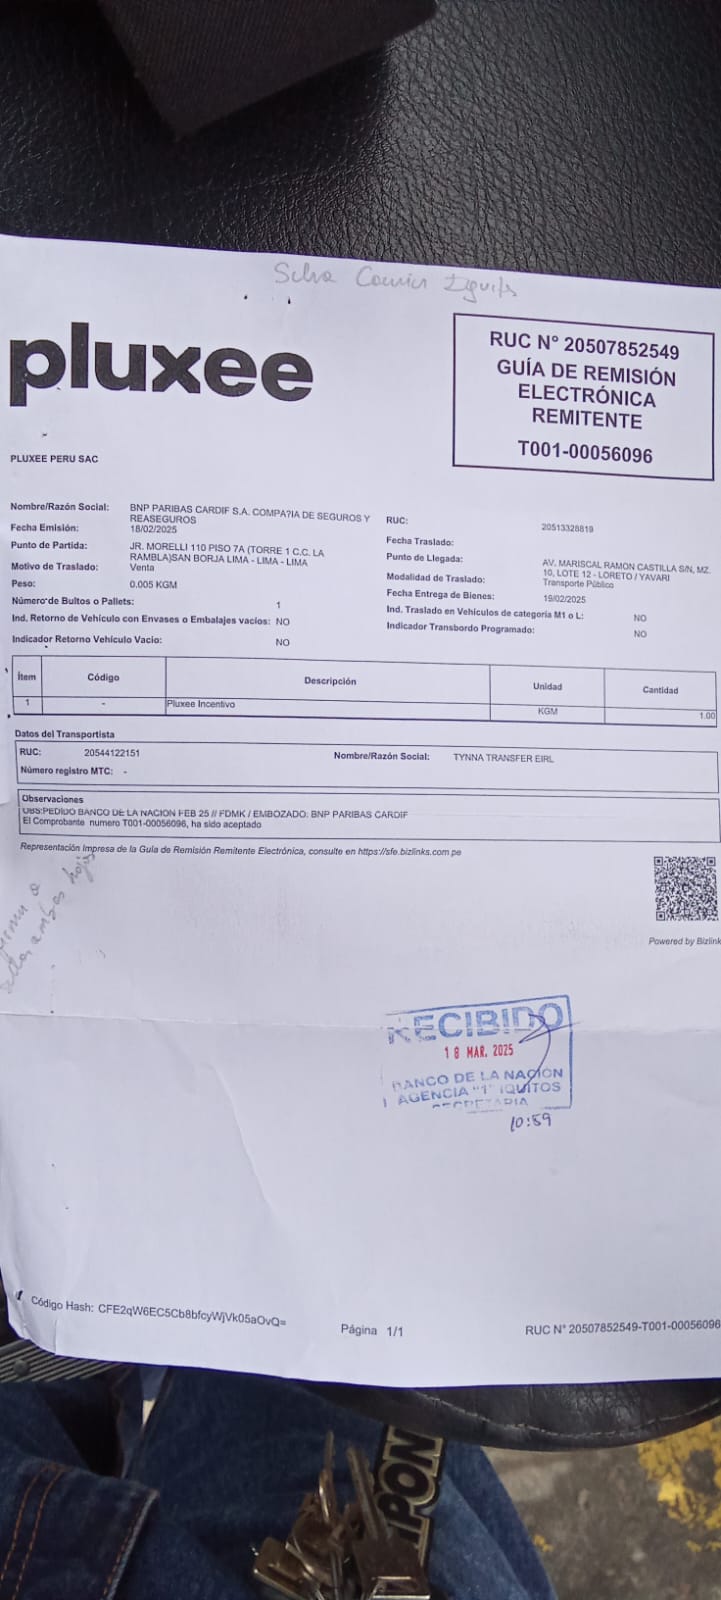 Selva Courier Iquitos
pluxee
RUC N° 20507852549
GUÍA DE REMISIÓN
ELECTRÓNICA
REMITENTE
T001-00056096
PLUXEE PERU SAC
Nombre/Razón Social: BNP PARIBAS CARDIF S.A. COMPA?IA DE SEGUROS Y REASEGUROS
RUC: 20513328819
Fecha Emisión: 18/02/2025
Fecha Traslado:
Punto de Partida: JR. MORELLI 110 PISO 7A (TORRE 1 C.C. LA RAMBLA)SAN BORJA LIMA - LIMA - LIMA
Punto de Llegada: AV. MARISCAL RAMON CASTILLA S/N, MZ. 10, LOTE 12 - LORETO / YAVARI
Motivo de Traslado: Venta
Modalidad de Traslado: Transporte Público
Peso: 0.005 KGM
Fecha Entrega de Bienes: 19/02/2025
Número de Bultos o Pallets: 1
Ind. Traslado en Vehículos de categoría M1 o L: NO
Ind. Retorno de Vehículo con Envases o Embalajes vacios: NO
Indicador Transbordo Programado: NO
Indicador Retorno Vehículo Vacio: NO
Ítem Código Descripción Unidad Cantidad
1 - Pluxee Incentivo KGM 1.00
Datos del Transportista
RUC: 20544122151 Nombre/Razón Social: TYNNA TRANSFER EIRL
Número registro MTC: -
Observaciones
OBS:PEDIDO BANCO DE LA NACION FEB 25 // FDMK / EMBOZADO: BNP PARIBAS CARDIF
El Comprobante numero T001-00056096, ha sido aceptado
Representación Impresa de la Guía de Remisión Remitente Electrónica, consulte en https://sfe.bizlinks.com.pe
ambas hojas
Powered by Bizlink
RECIBIDO
18 MAR. 2025
BANCO DE LA NACIÓN
AGENCIA "1" IQUITOS
SECRETARIA
10:59
Código Hash: CFE2qW6EC5Cb8bfcyWjVk05aOvQ=
Página 1/1
RUC N° 20507852549-T001-00056096